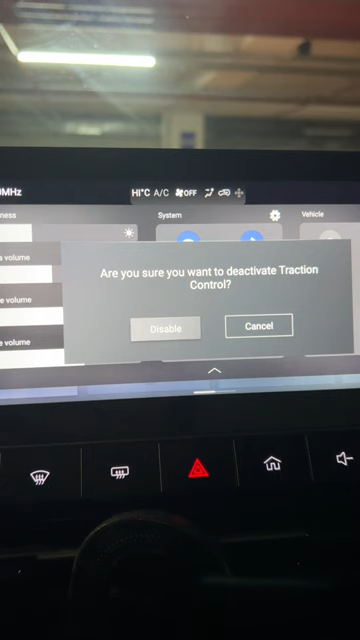 MHz
HI°C A/C OFF
ness
System
Vehicle
volume
e volume
e volume
Are you sure you want to deactivate Traction
Control?
Disable
Cancel